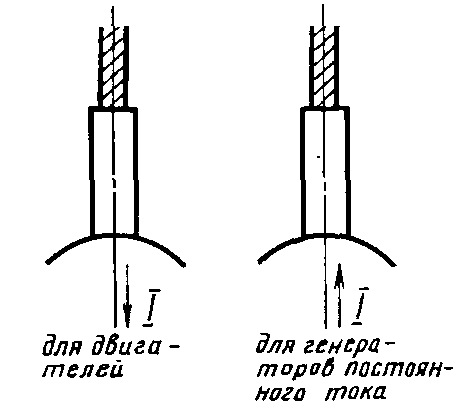 I
I
для двига-
телей
для генера-
торов постоян-
ного тока